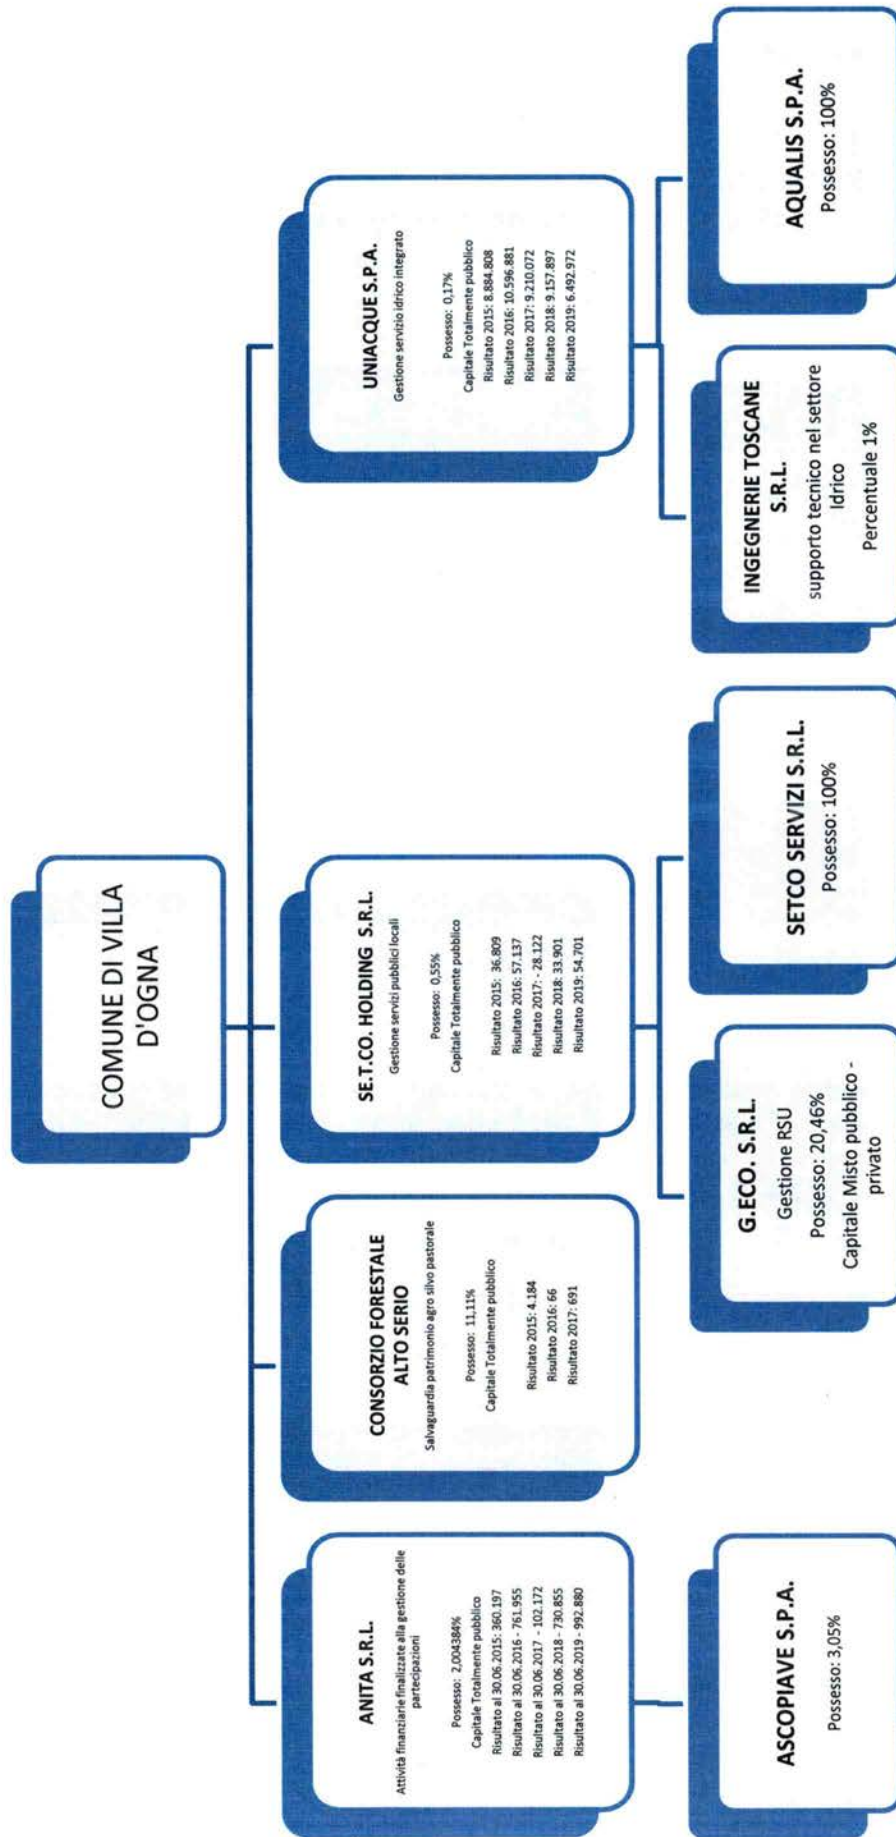 COMUNE DI VILLA
D'OGNA
ANITA S.R.L.
Attività finanziarie finalizzate alla gestione delle
partecipazioni
Possesso: 2,004384%
Capitale Totalmente pubblico
Risultato al 30.06.2015: 360.197
Risultato al 30.06.2016 - 761.955
Risultato al 30.06.2017 - 102.172
Risultato al 30.06.2018 - 730.855
Risultato al 30.06.2019 - 992.880
CONSORZIO FORESTALE
ALTO SERIO
Salvaguardia patrimonio agro silvo pastorale
Possesso: 11,11%
Capitale Totalmente pubblico
Risultato 2015: 4.184
Risultato 2016: 66
Risultato 2017: 691
SE.T.CO. HOLDING S.R.L.
Gestione servizi pubblici locali
Possesso: 0,55%
Capitale Totalmente pubblico
Risultato 2015: 36.809
Risultato 2016: 57.137
Risultato 2017: - 28.122
Risultato 2018: 33.901
Risultato 2019: 54.701
UNIACQUE S.P.A.
Gestione servizio idrico integrato
Possesso: 0,17%
Capitale Totalmente pubblico
Risultato 2015: 8.884.808
Risultato 2016: 10.596.881
Risultato 2017: 9.210.072
Risultato 2018: 9.157.897
Risultato 2019: 6.492.972
ASCOPIAVE S.P.A.
Possesso: 3,05%
G.ECO. S.R.L.
Gestione RSU
Possesso: 20,46%
Capitale Misto pubblico -
privato
SETCO SERVIZI S.R.L.
Possesso: 100%
INGEGNERIE TOSCANE
S.R.L.
supporto tecnico nel settore
Idrico
Percentuale 1%
AQUALIS S.P.A.
Possesso: 100%